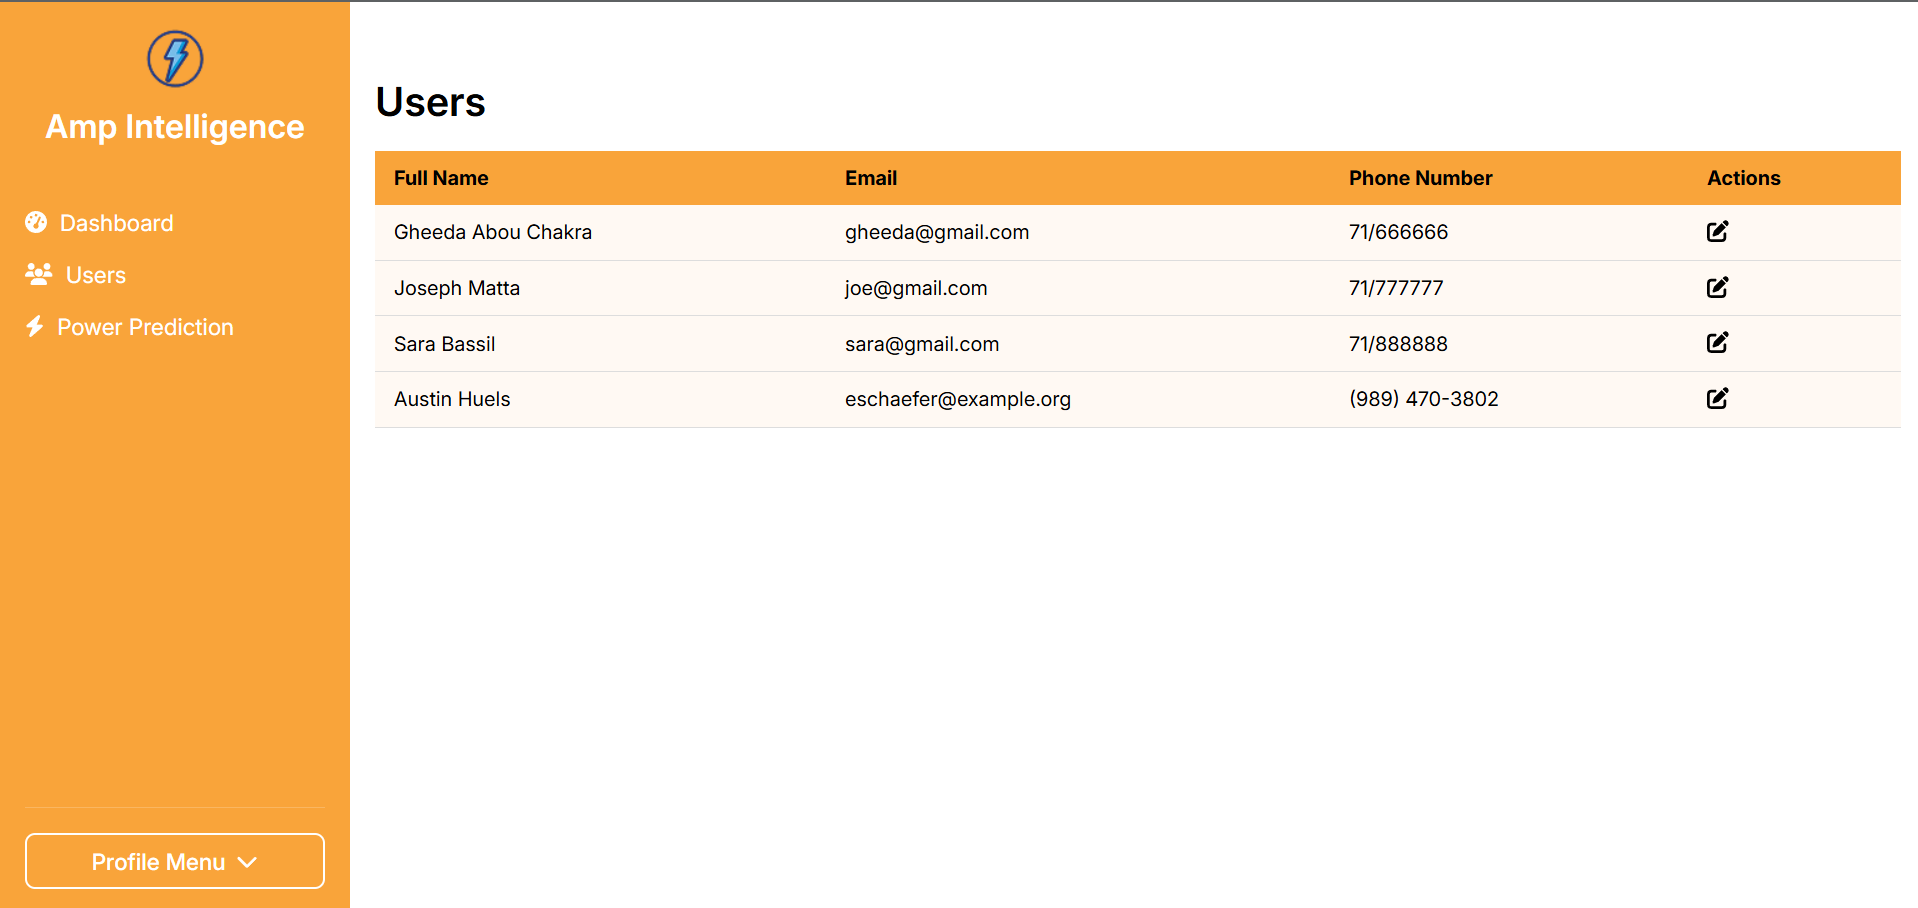 Amp Intelligence
Dashboard
Users
Power Prediction
Profile Menu
Users
Full Name Email Phone Number Actions
Gheeda Abou Chakra gheeda@gmail.com 71/666666
Joseph Matta joe@gmail.com 71/777777
Sara Bassil sara@gmail.com 71/888888
Austin Huels eschaefer@example.org (989) 470-3802